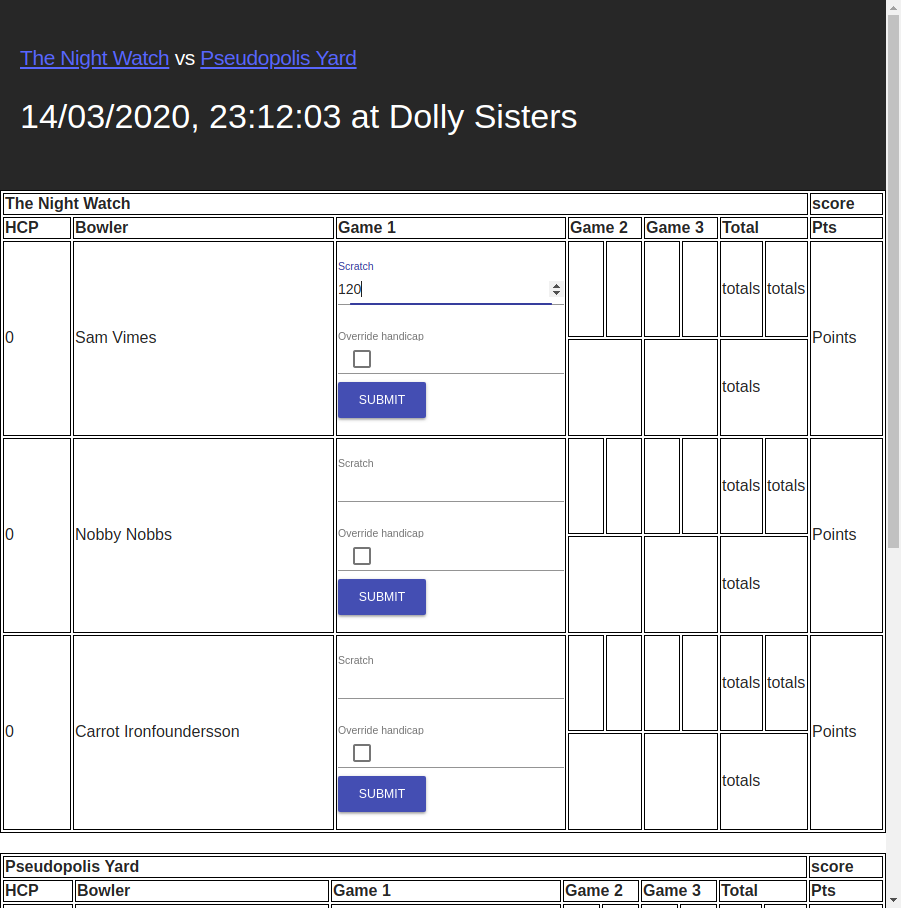 The Night Watch vs Pseudopolis Yard
14/03/2020, 23:12:03 at Dolly Sisters
The Night Watch score
HCP Bowler Game 1 Game 2 Game 3 Total Pts
Scratch
120
totals totals
0 Sam Vimes Points
Override handicap
totals
SUBMIT
Scratch
totals totals
0 Nobby Nobbs Points
Override handicap
totals
SUBMIT
Scratch
totals totals
0 Carrot Ironfoundersson Points
Override handicap
totals
SUBMIT
Pseudopolis Yard score
HCP Bowler Game 1 Game 2 Game 3 Total Pts